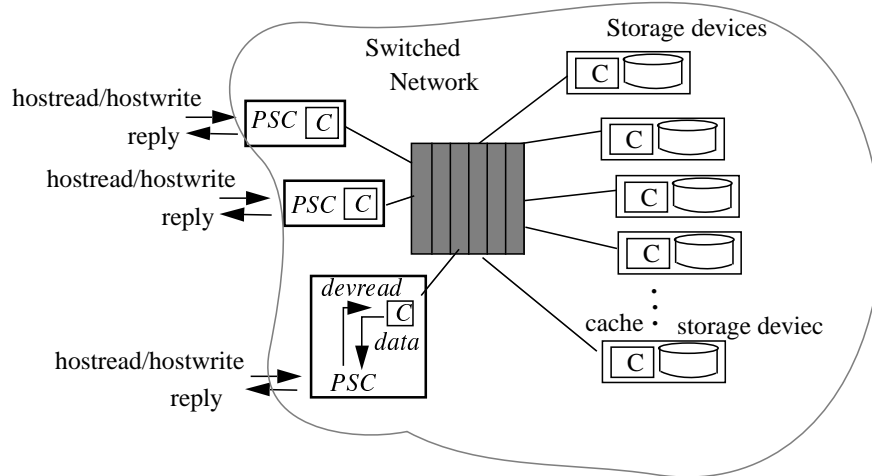 Storage devices
Switched
Network
C
hostread/hostwrite
PSC C
reply
C
hostread/hostwrite
PSC C
reply
C
C
devread
C
data
cache
storage deviec
hostread/hostwrite
PSC
reply
C